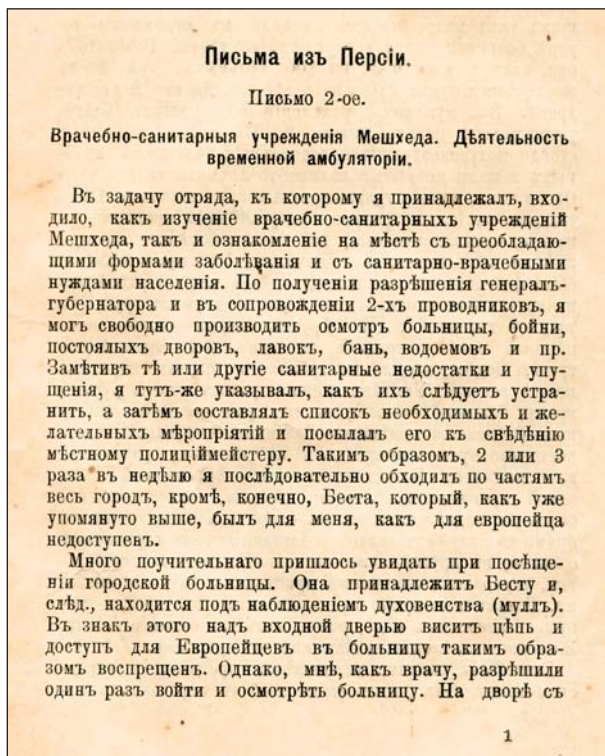 Письма изъ Персіи.
Письмо 2-ое.
Врачебно-санитарныя учрежденія Мешхеда. Дѣятельность
временной амбулаторіи.
Въ задачу отряда, къ которому я принадлежалъ, вхо-
дило, какъ изученіе врачебно-санитарныхъ учрежденій
Мешхеда, такъ и ознакомленіе на мѣстѣ съ преобладаю-
щими формами заболѣванія и съ санитарно-врачебными
нуждами населенія. По полученіи разрѣшенія генералъ-
губернатора и въ сопровожденіи 2-хъ проводниковъ, я
могъ свободно производить осмотръ больницы, бойни,
постоялыхъ дворовъ, лавокъ, бань, водоемовъ и пр.
Замѣтивъ тѣ или другіе санитарные недостатки и упу-
щенія, я тутъ-же указывалъ, какъ ихъ слѣдуетъ устра-
нить, а затѣмъ составлялъ списокъ необходимыхъ и же-
лательныхъ мѣропріятій и посылалъ его къ свѣдѣнію
мѣстному полиціймейстеру. Такимъ образомъ, 2 или 3
раза въ недѣлю я послѣдовательно обходилъ по частямъ
весь городъ, кромѣ, конечно, Беста, который, какъ уже
упомянуто выше, былъ для меня, какъ для европейца
недоступенъ.
Много поучительнаго пришлось увидать при посѣще-
ніи городской больницы. Она принадлежитъ Бесту и,
слѣд., находится подъ наблюденіемъ духовенства (муллъ).
Въ знакъ этого надъ входной дверью виситъ цѣпь и
доступъ для Европейцевъ въ больницу такимъ обра-
зомъ воспрещенъ. Однако, мнѣ, какъ врачу, разрѣшили
одинъ разъ войти и осмотрѣть больницу. На дворѣ съ
1